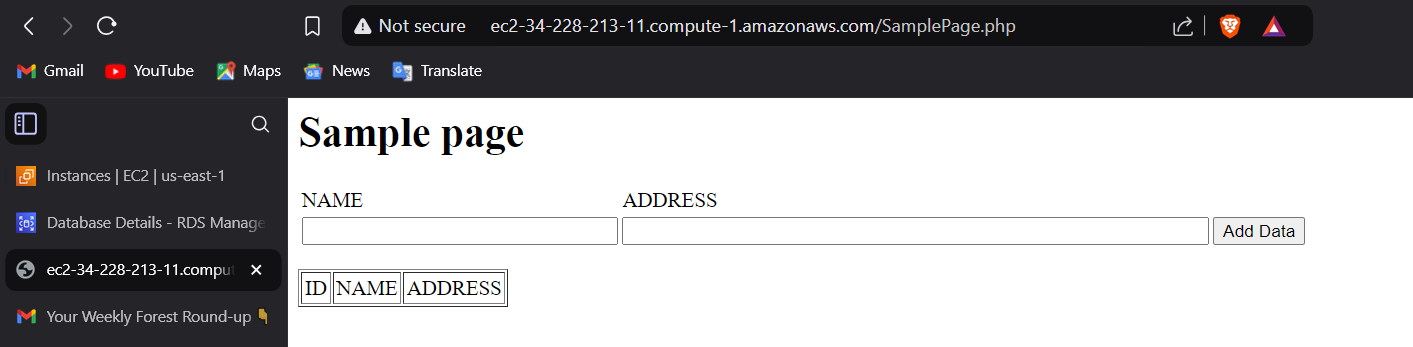 Not secure ec2-34-228-213-11.compute-1.amazonaws.com/SamplePage.php
Gmail YouTube Maps News Translate
Instances | EC2 | us-east-1
Database Details - RDS Manage
ec2-34-228-213-11.compu
Your Weekly Forest Round-up
Sample page
NAME ADDRESS
Add Data
ID NAME ADDRESS